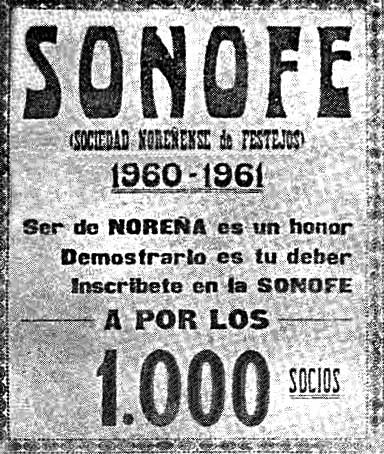 SONOFE
(SOCIEDAD NOREÑENSE de FESTEJOS)
1960-1961
Ser de NOREÑA es un honor
Demostrarlo es tu deber
Inscribete en la SONOFE
A POR LOS
1.000 SOCIOS